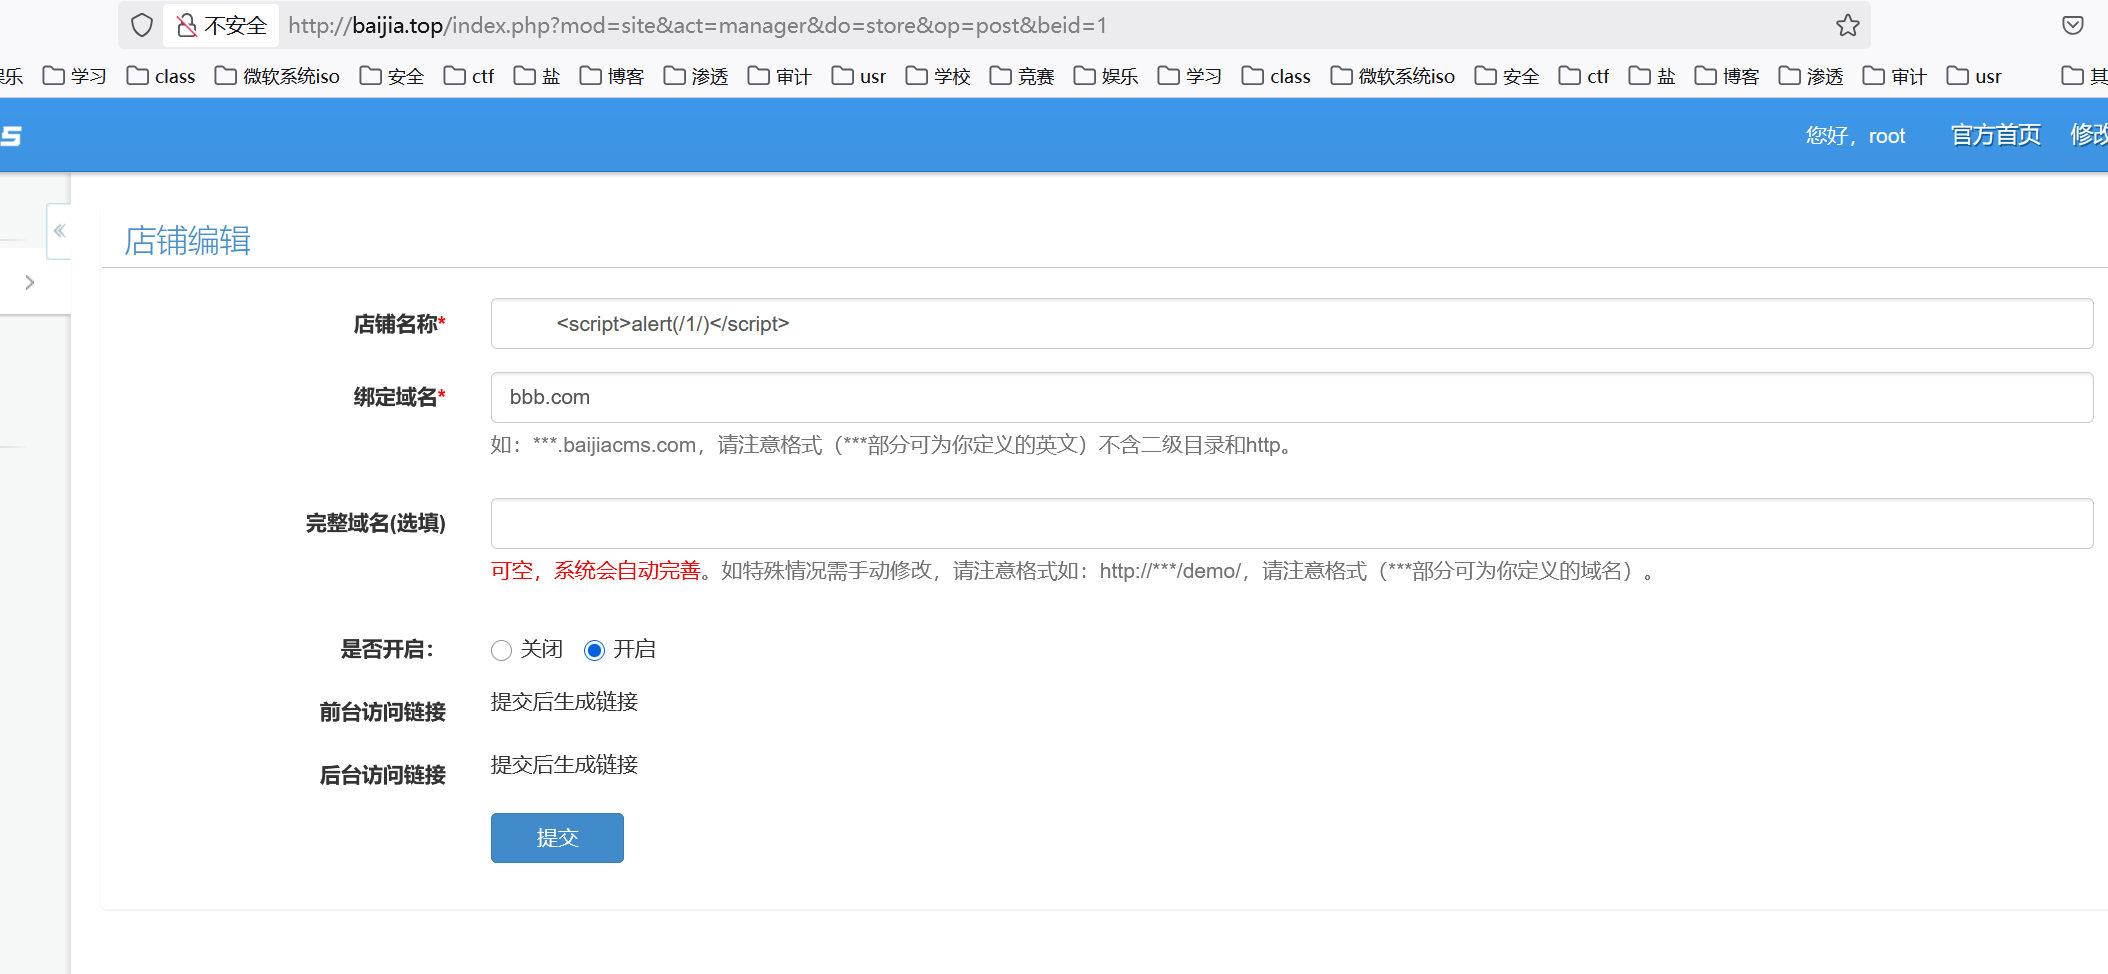 不安全 http://baijia.top/index.php?mod=site&act=manager&do=store&op=post&beid=1
乐 学习 class 微软系统iso 安全 ctf 盐 博客 渗透 审计 usr 学校 竞赛 娱乐 学习 class 微软系统iso 安全 ctf 盐 博客 渗透 审计 usr 其
S 您好，root 官方首页 修改
店铺编辑
店铺名称* <script>alert(/1/)</script>
绑定域名* bbb.com
如：***.baijiacms.com，请注意格式（***部分可为你定义的英文）不含二级目录和http。
完整域名(选填)
可空，系统会自动完善。如特殊情况需手动修改，请注意格式如：http://***/demo/，请注意格式（***部分可为你定义的域名）。
是否开启： 关闭 开启
前台访问链接 提交后生成链接
后台访问链接 提交后生成链接
提交